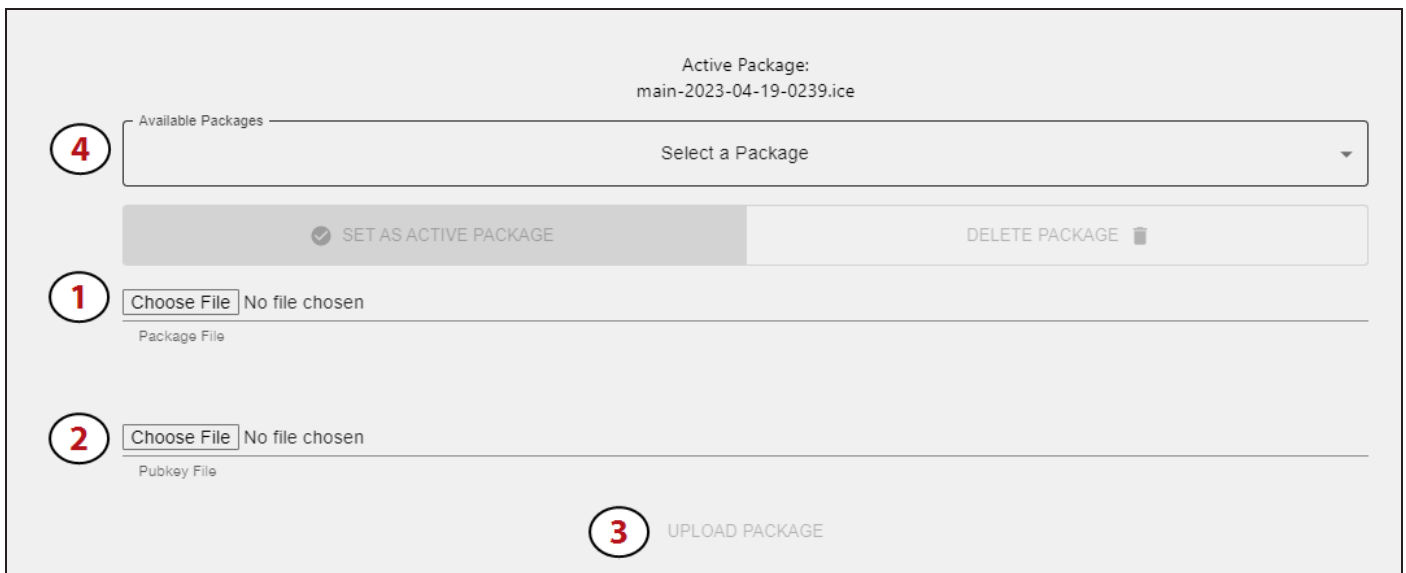 Active Package:
main-2023-04-19-0239.ice
Available Packages
4
Select a Package
SET AS ACTIVE PACKAGE
DELETE PACKAGE
1
Choose File No file chosen
Package File
2
Choose File No file chosen
Pubkey File
3
UPLOAD PACKAGE